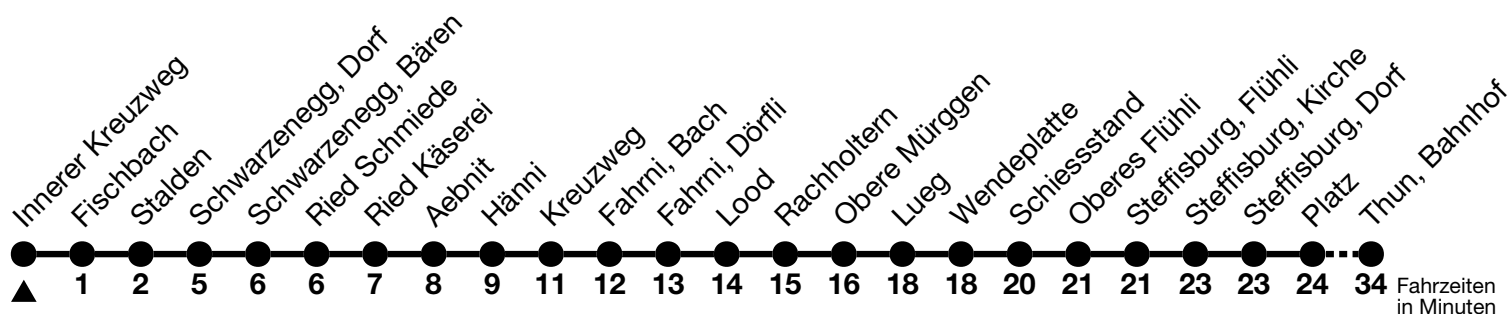 Innerer Kreuzweg
Fischbach
Stalden
Schwarzenegg, Dorf
Schwarzenegg, Bären
Ried Schmiede
Ried Käserei
Aebnit
Hänni
Kreuzweg
Fahrni, Bach
Fahrni, Dörfli
Lood
Rachholtern
Obere Mürggen
Lueg
Wendeplatte
Schiessstand
Oberes Flühli
Steffisburg, Flühli
Steffisburg, Kirche
Steffisburg, Dorf
Platz
Thun, Bahnhof
1 2 5 6 6 7 8 9 11 12 13 14 15 16 18 18 20 21 21 23 23 24 34
Fahrzeiten
in Minuten